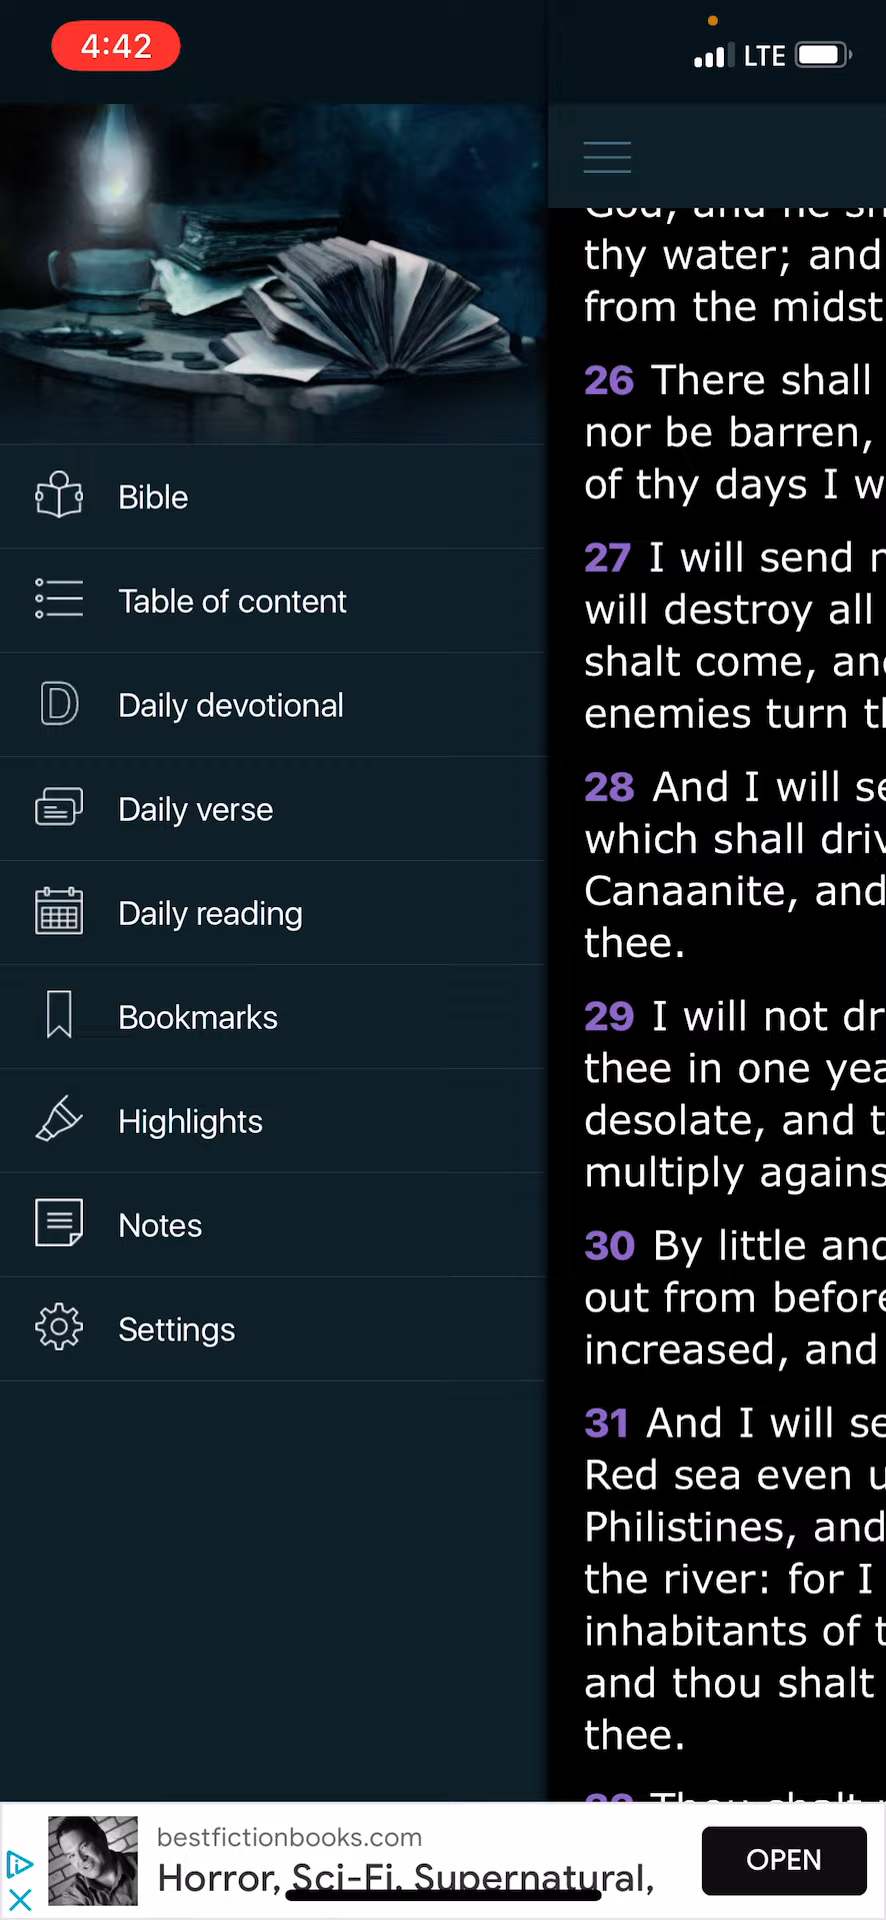 4:42
LTE
Bible
Table of content
Daily devotional
Daily verse
Daily reading
Bookmarks
Highlights
Notes
Settings
thy water; and
from the midst
26 There shall
nor be barren,
of thy days I w
27 I will send n
will destroy all
shalt come, and
enemies turn th
28 And I will se
which shall driv
Canaanite, and
thee.
29 I will not dr
thee in one yea
desolate, and t
multiply agains
30 By little and
out from before
increased, and
31 And I will se
Red sea even u
Philistines, and
the river: for I
inhabitants of t
and thou shalt
thee.
bestfictionbooks.com
Horror, Sci-Fi, Supernatural,
OPEN